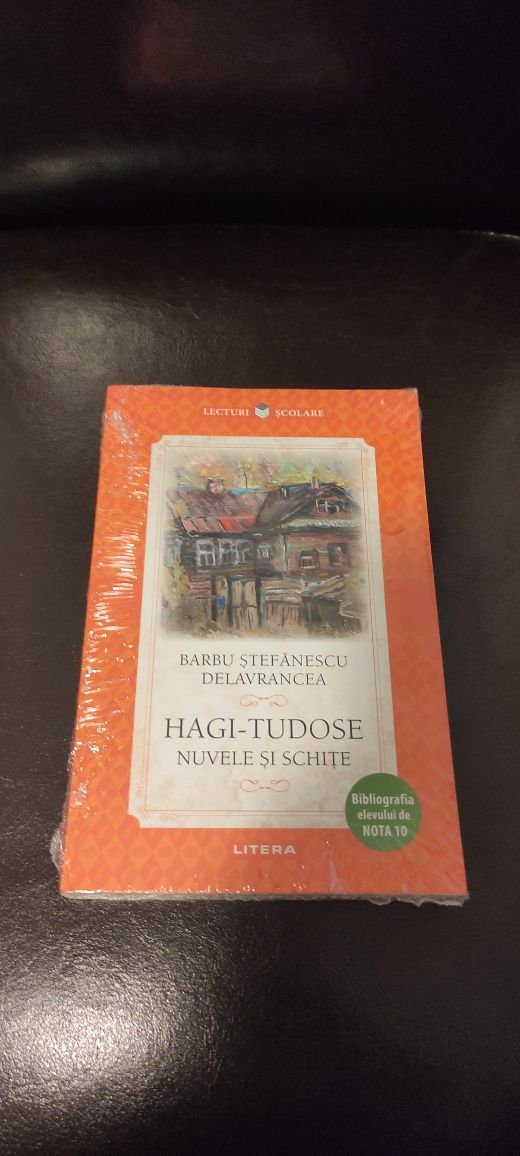 LECTURI ȘCOLARE
BARBU ȘTEFĂNESCU
DELAVRANCEA
HAGI-TUDOSE
NUVELE ȘI SCHIȚE
Bibliografia
elevului de
NOTA 10
LITERA